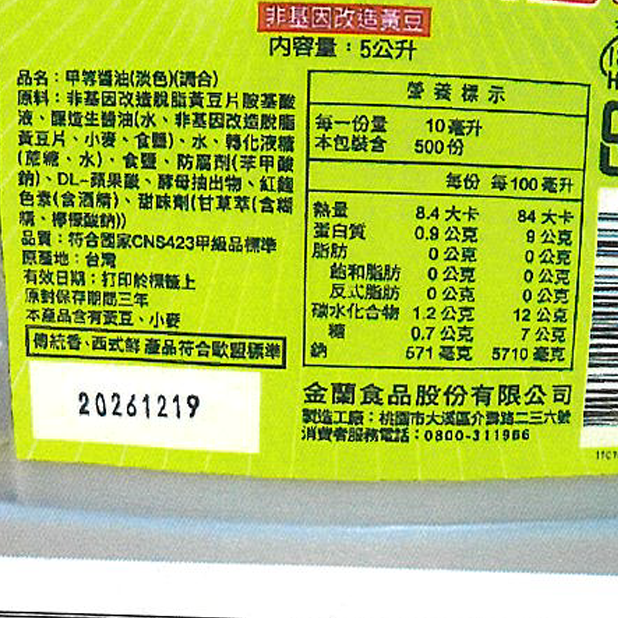 非基因改造黃豆
內容量：5公升
品名：甲等醬油(淡色)(調合)
原料：非基因改造脫脂黃豆片胺基酸
液、釀造生醬油(水、非基因改造脫脂
黃豆片、小麥、食鹽)、水、轉化液糖
(蔗糖、水)、食鹽、防腐劑(苯甲酸
鈉)、DL-蘋果酸、酵母抽出物、紅麴
色素(含酒精)、甜味劑(甘草萃(含糊
精、檸檬酸鈉))
品質：符合國家CNS423甲級品標準
原產地：台灣
有效日期：打印於標籤上
原封保存期間三年
本產品含有黃豆、小麥
傳統香、西式鮮 產品符合歐盟標準
20261219
營養標示
每一份量 10毫升
本包裝含 500份
每份 每100毫升
熱量 8.4 大卡 84 大卡
蛋白質 0.9 公克 9 公克
脂肪 0 公克 0 公克
飽和脂肪 0 公克 0 公克
反式脂肪 0 公克 0 公克
碳水化合物 1.2 公克 12 公克
糖 0.7 公克 7 公克
鈉 571 毫克 5710 毫克
金蘭食品股份有限公司
製造工廠：桃園市大溪區介壽路二三六號
消費者服務電話：0800-311966